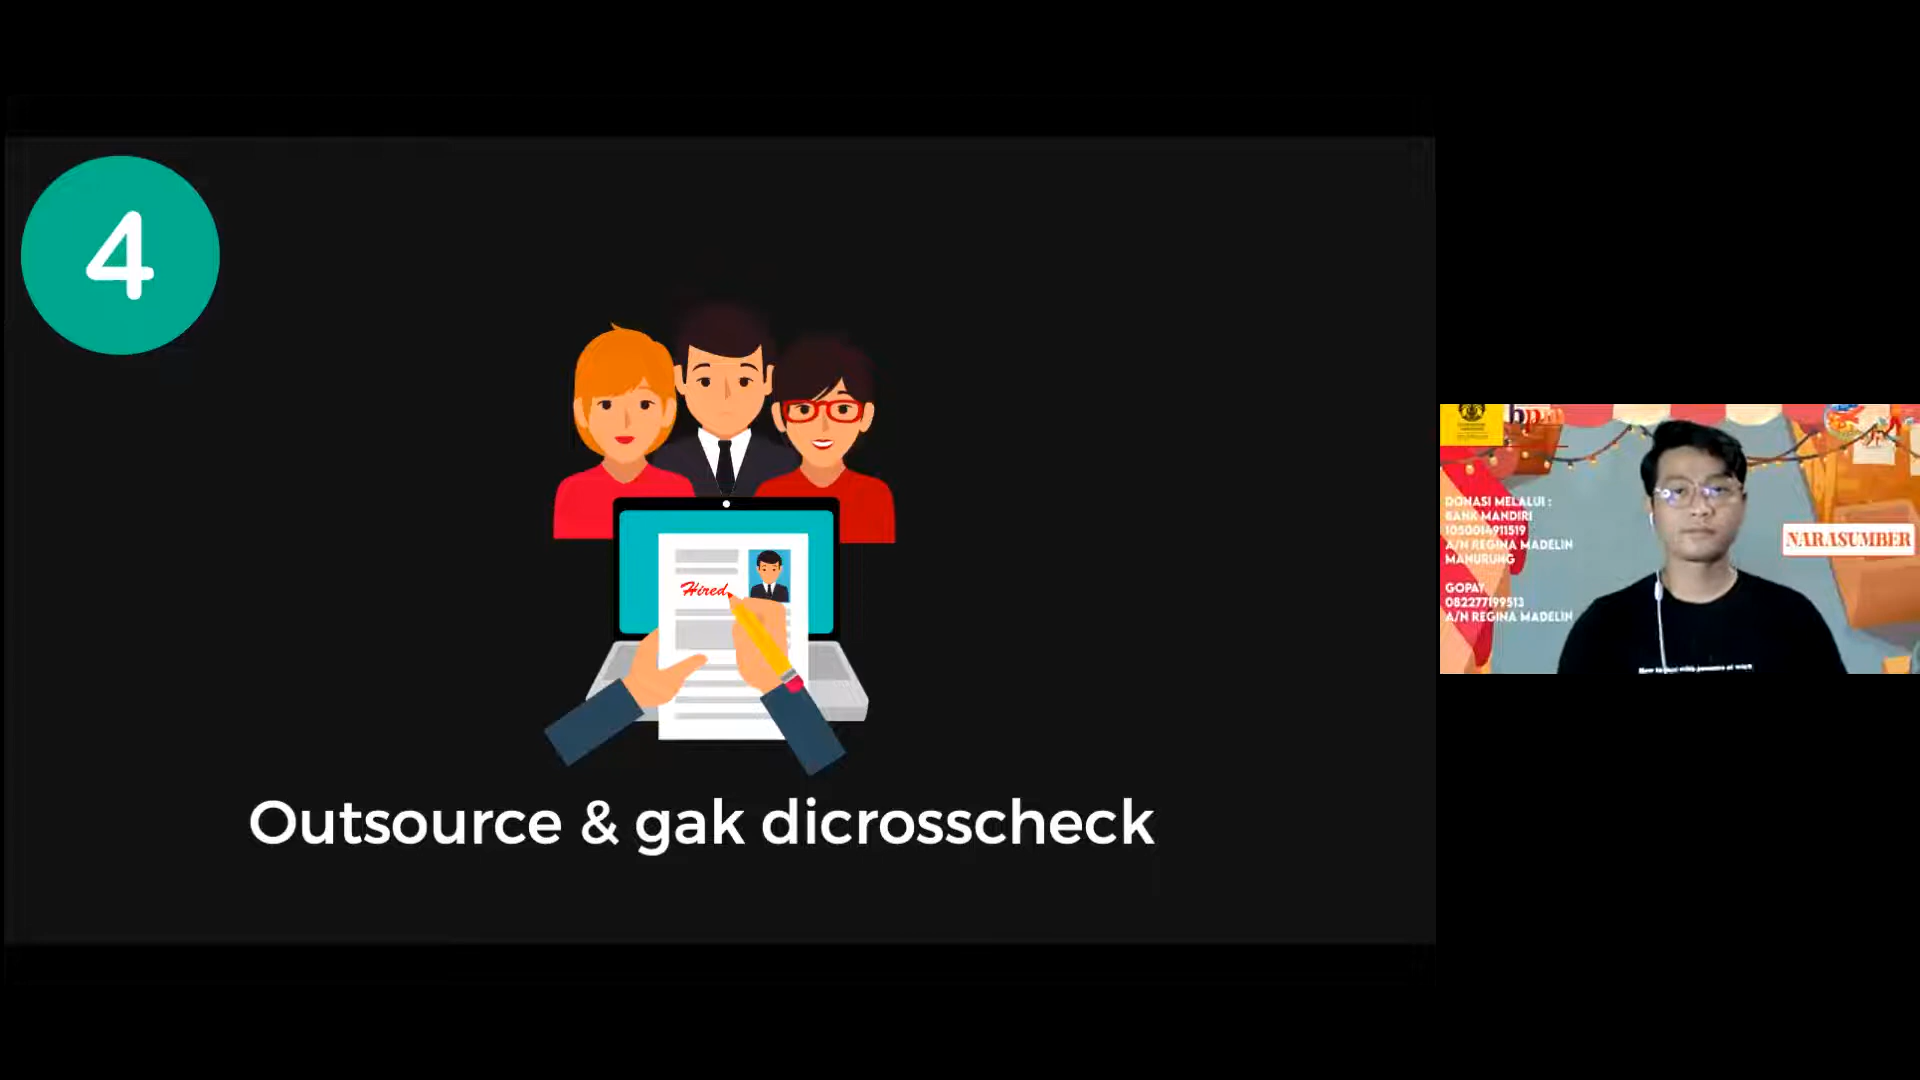 4
Hired
Outsource & gak dicrosscheck
DONASI MELALUI :
BANK MANDIRI
1050014911519
A/N REGINA MADELIN
MANURUNG
GOPAY
082277199513
A/N REGINA MADELIN
NARASUMBER